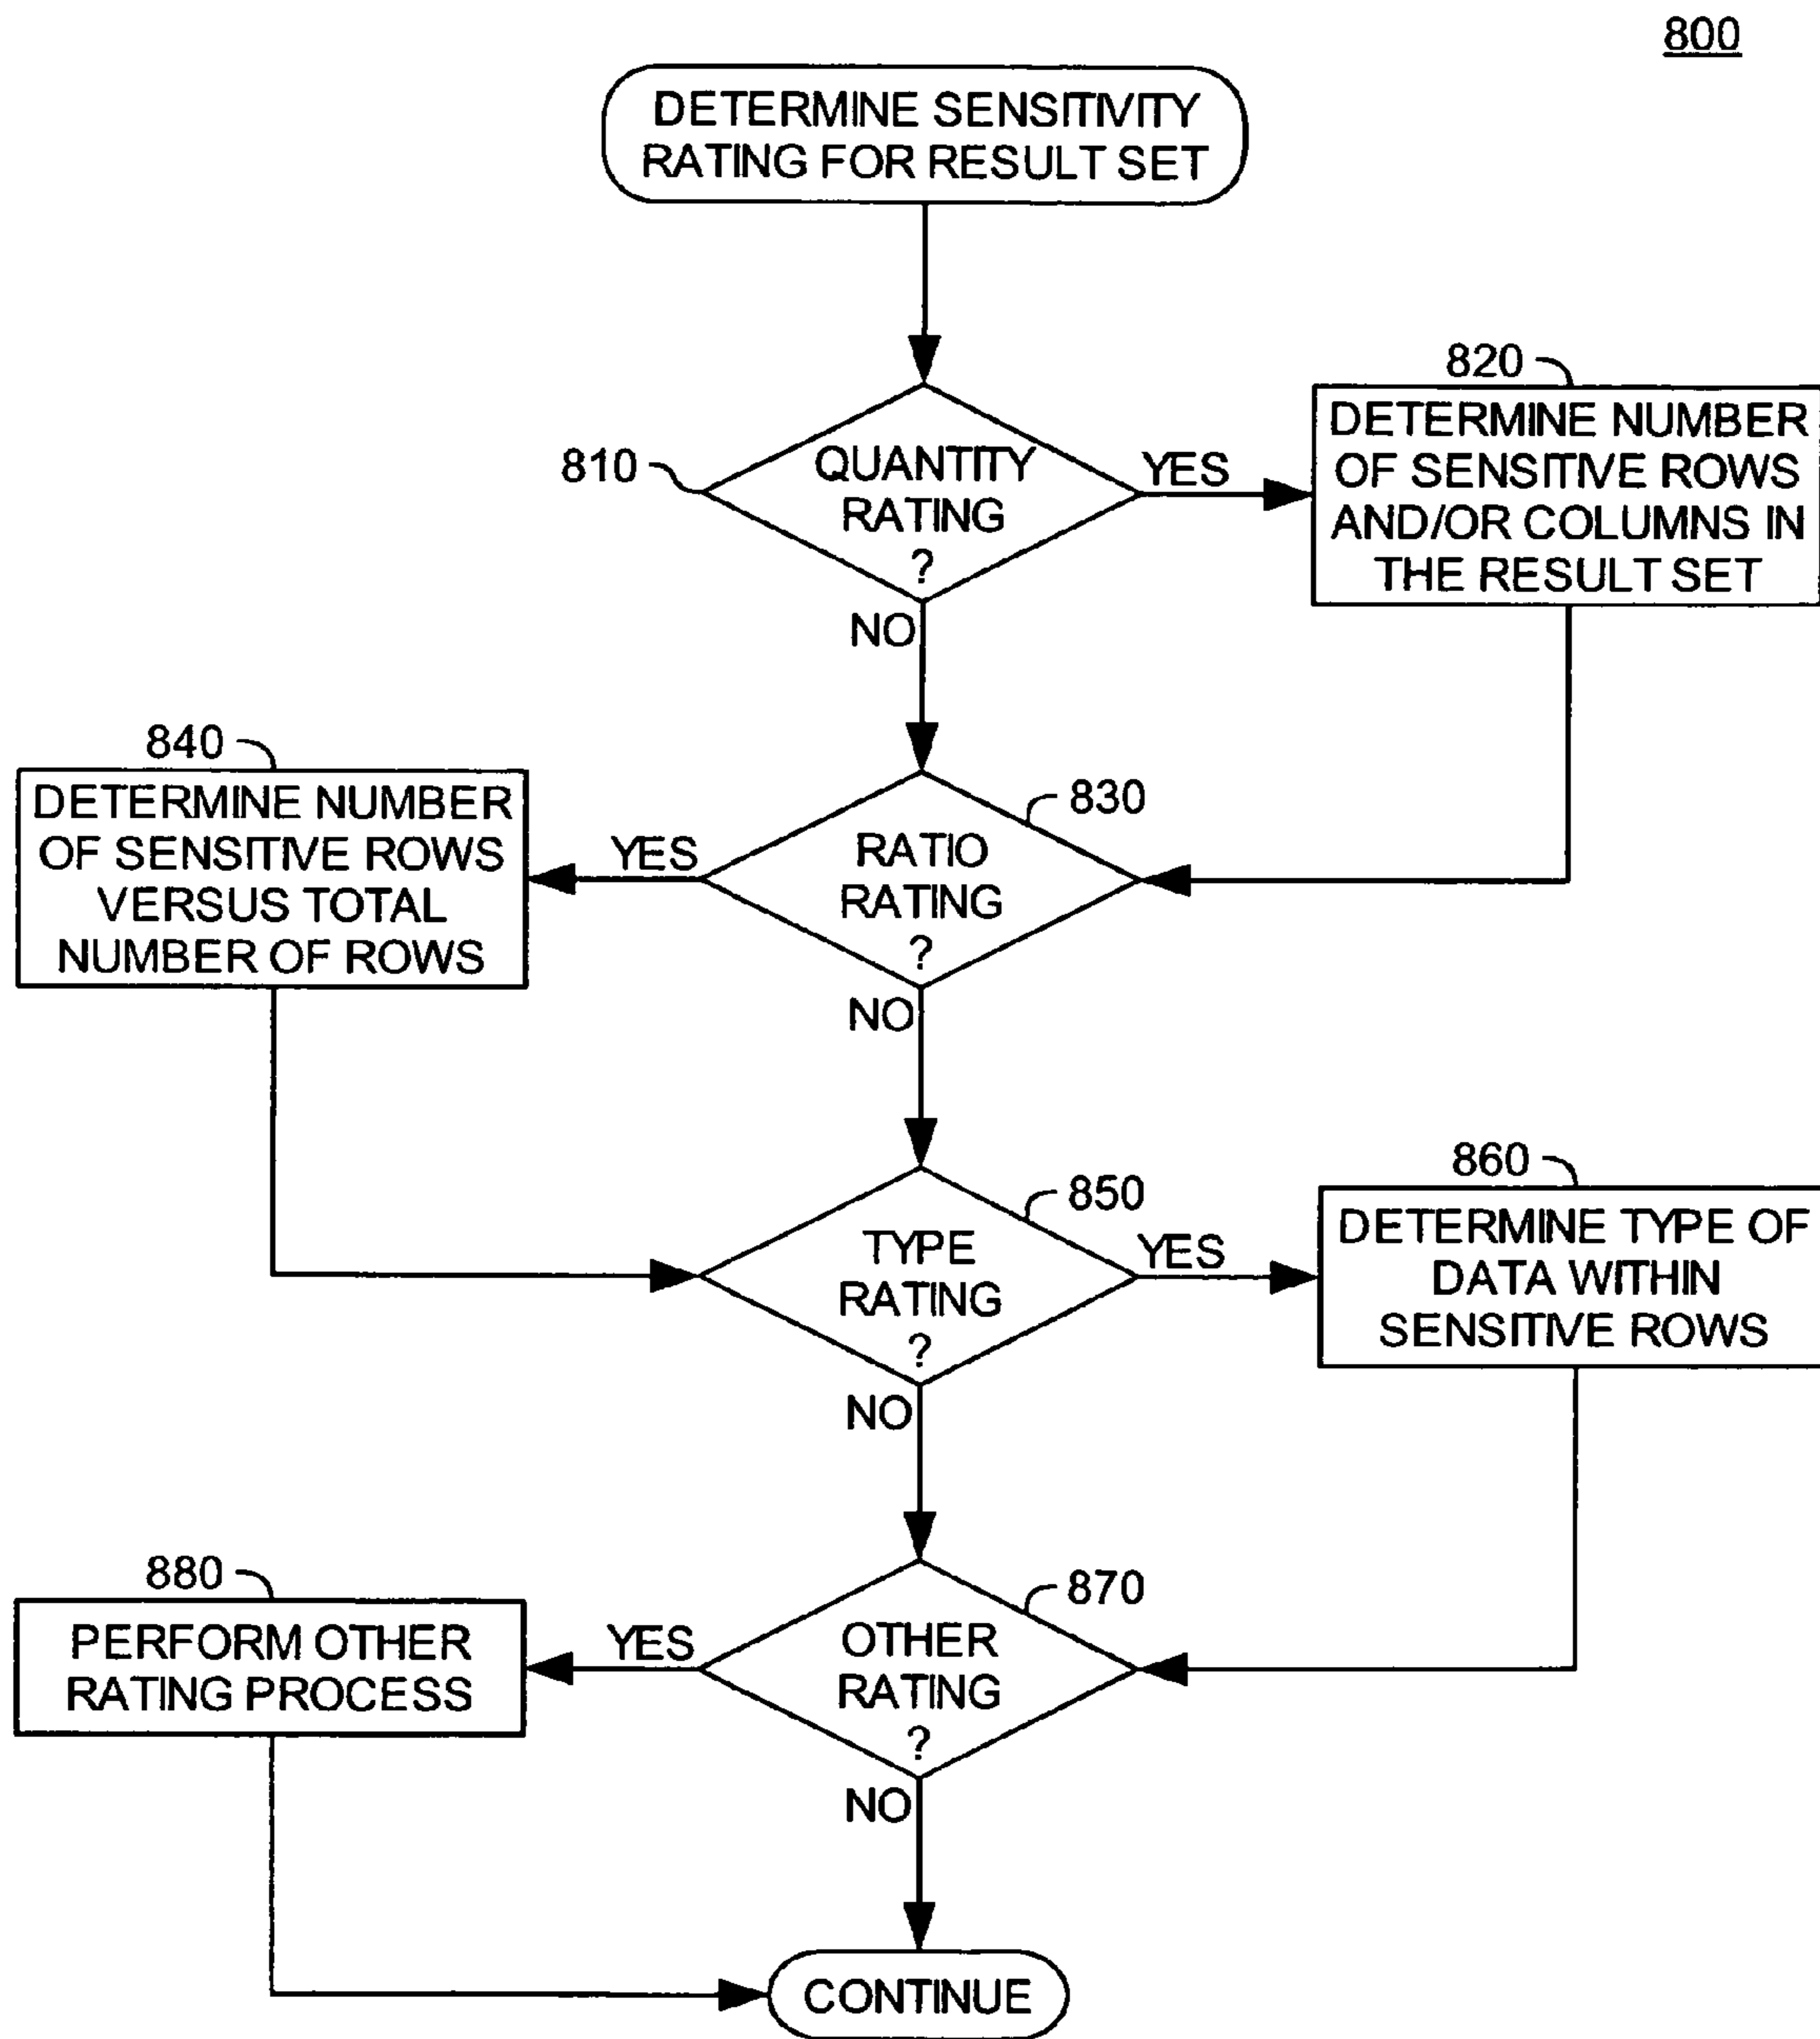 800
DETERMINE SENSITIVITY
RATING FOR RESULT SET
810
QUANTITY
RATING
?
YES
NO
820
DETERMINE NUMBER
OF SENSITIVE ROWS
AND/OR COLUMNS IN
THE RESULT SET
830
RATIO
RATING
?
YES
NO
840
DETERMINE NUMBER
OF SENSITIVE ROWS
VERSUS TOTAL
NUMBER OF ROWS
850
TYPE
RATING
?
YES
NO
860
DETERMINE TYPE OF
DATA WITHIN
SENSITIVE ROWS
870
OTHER
RATING
?
YES
NO
880
PERFORM OTHER
RATING PROCESS
CONTINUE